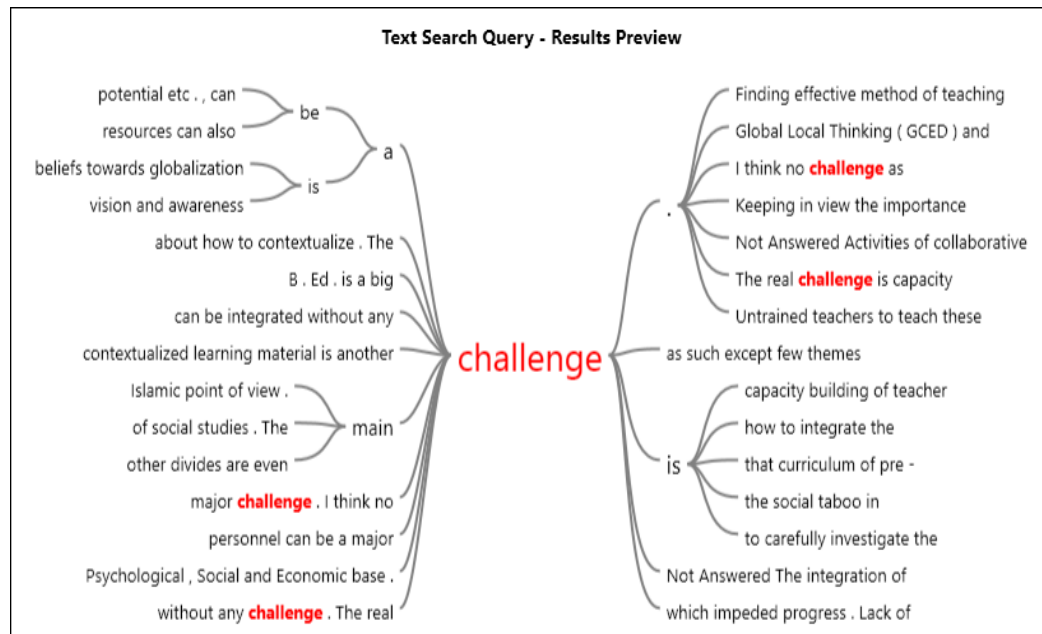 Text Search Query - Results Preview
potential etc . , can
resources can also
be
beliefs towards globalization
vision and awareness
is
a
about how to contextualize . The
B . Ed . is a big
can be integrated without any
contextualized learning material is another
Islamic point of view .
of social studies . The
other divides are even
main
major challenge . I think no
personnel can be a major
Psychological , Social and Economic base .
without any challenge . The real
challenge
.
Finding effective method of teaching
Global Local Thinking ( GCED ) and
I think no challenge as
Keeping in view the importance
Not Answered Activities of collaborative
The real challenge is capacity
Untrained teachers to teach these
as such except few themes
is
capacity building of teacher
how to integrate the
that curriculum of pre -
the social taboo in
to carefully investigate the
Not Answered The integration of
which impeded progress . Lack of